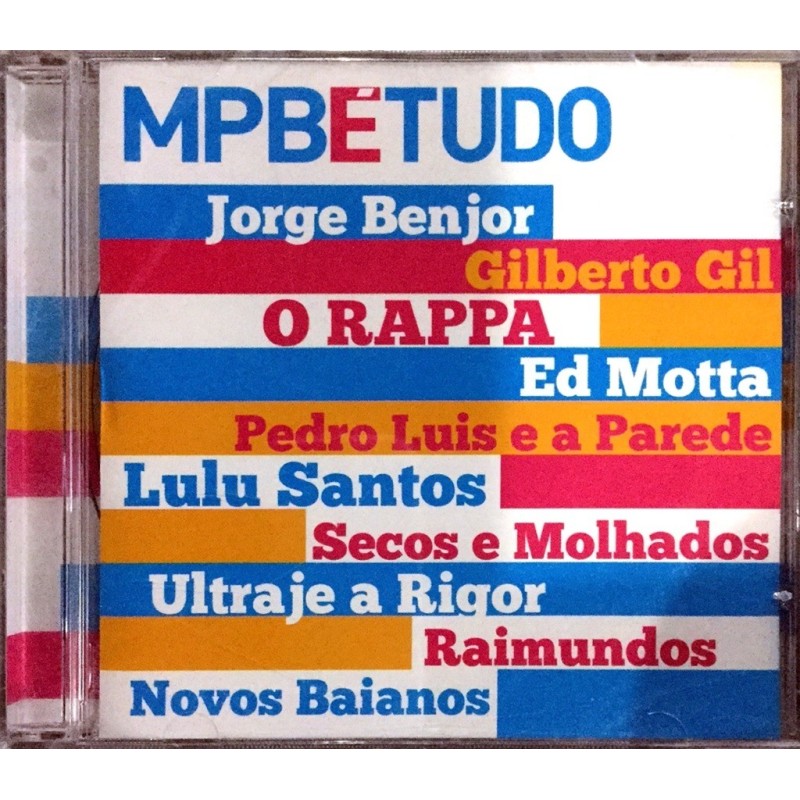 MPBÉTUDO
Jorge Benjor
Gilberto Gil
O RAPPA
Ed Motta
Pedro Luis e a Parede
Lulu Santos
Secos e Molhados
Ultraje a Rigor
Raimundos
Novos Baianos